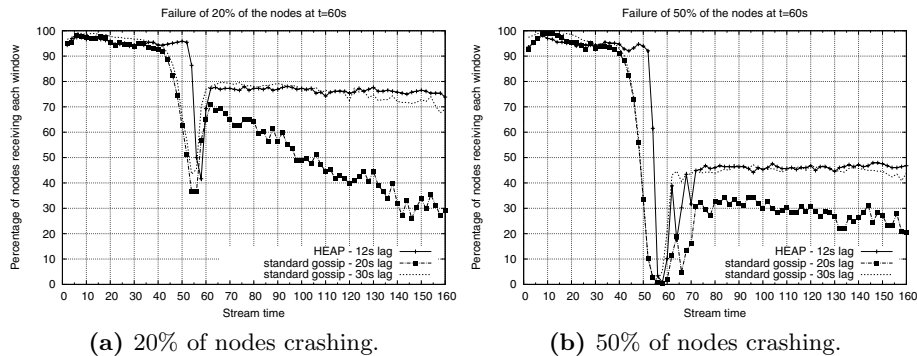 Failure of 20% of the nodes at t=60s
Percentage of nodes receiving each window
100
90
80
70
60
50
40
30
20
10
0
HEAP - 12s lag
standard gossip - 20s lag
standard gossip - 30s lag
0 10 20 30 40 50 60 70 80 90 100 110 120 130 140 150 160
Stream time
(a) 20% of nodes crashing.
Failure of 50% of the nodes at t=60s
Percentage of nodes receiving each window
100
90
80
70
60
50
40
30
20
10
0
HEAP - 12s lag
standard gossip - 20s lag
standard gossip - 30s lag
0 10 20 30 40 50 60 70 80 90 100 110 120 130 140 150 160
Stream time
(b) 50% of nodes crashing.